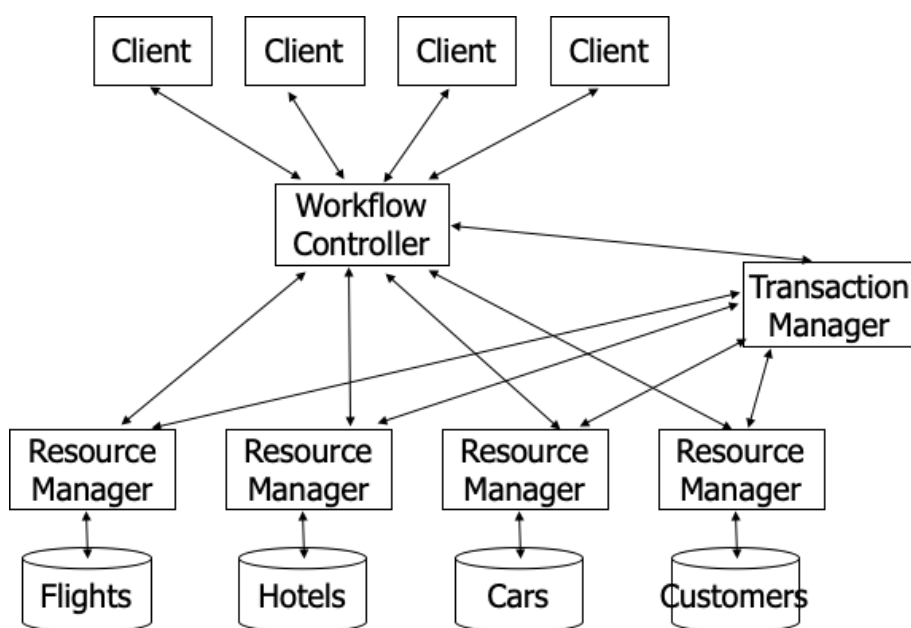 Client
Client
Client
Client
Workflow
Controller
Transaction
Manager
Resource
Manager
Resource
Manager
Resource
Manager
Resource
Manager
Flights
Hotels
Cars
Customers